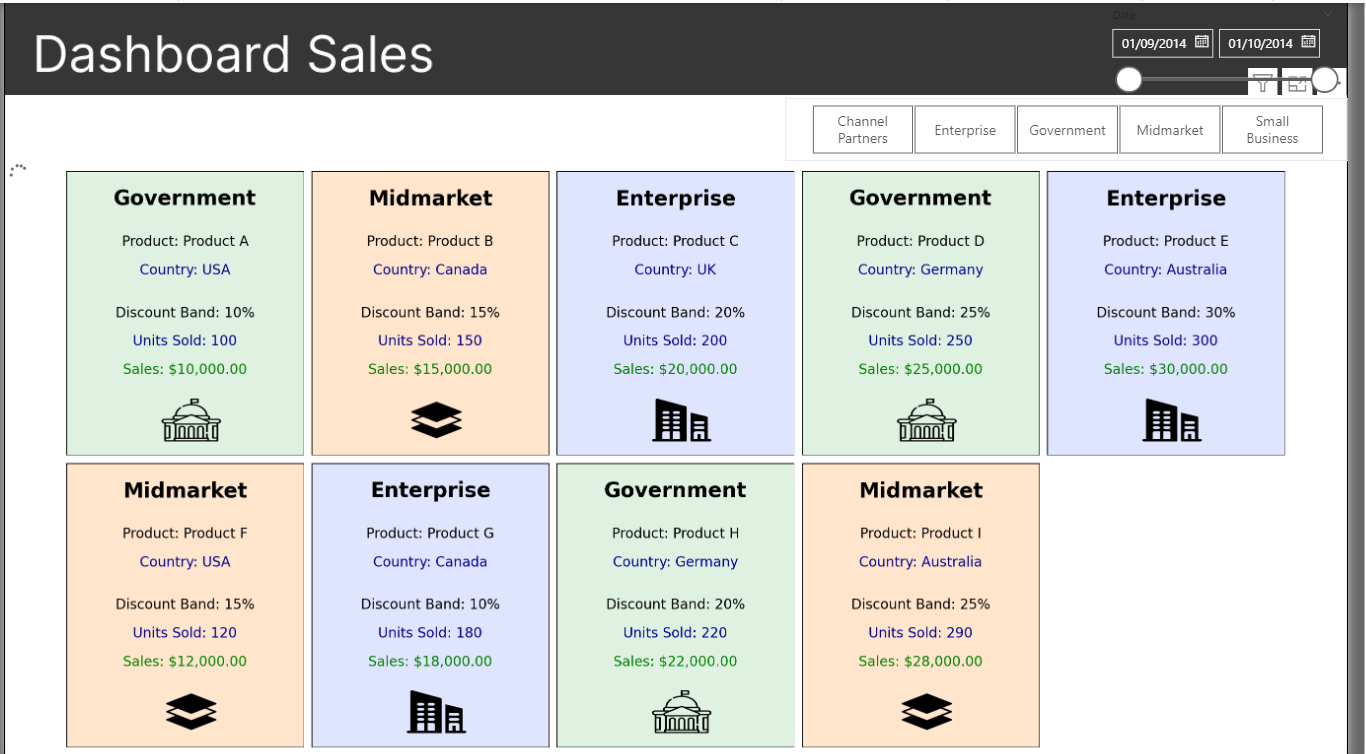 Date
Dashboard Sales
01/09/2014
01/10/2014
Channel
Partners
Enterprise
Government
Midmarket
Small
Business
Government
Product: Product A
Country: USA
Discount Band: 10%
Units Sold: 100
Sales: $10,000.00
Midmarket
Product: Product B
Country: Canada
Discount Band: 15%
Units Sold: 150
Sales: $15,000.00
Enterprise
Product: Product C
Country: UK
Discount Band: 20%
Units Sold: 200
Sales: $20,000.00
Government
Product: Product D
Country: Germany
Discount Band: 25%
Units Sold: 250
Sales: $25,000.00
Enterprise
Product: Product E
Country: Australia
Discount Band: 30%
Units Sold: 300
Sales: $30,000.00
Midmarket
Product: Product F
Country: USA
Discount Band: 15%
Units Sold: 120
Sales: $12,000.00
Enterprise
Product: Product G
Country: Canada
Discount Band: 10%
Units Sold: 180
Sales: $18,000.00
Government
Product: Product H
Country: Germany
Discount Band: 20%
Units Sold: 220
Sales: $22,000.00
Midmarket
Product: Product I
Country: Australia
Discount Band: 25%
Units Sold: 290
Sales: $28,000.00